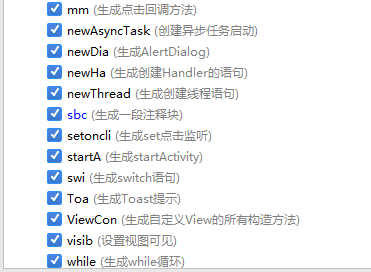 mm (生成点击回调方法)
newAsyncTask (创建异步任务启动)
newDia (生成AlertDialog)
newHa (生成创建Handler的语句)
newThread (生成创建线程语句)
sbc (生成一段注释块)
setoncli (生成set点击监听)
startA (生成startActivity)
swi (生成switch语句)
Toa (生成Toast提示)
ViewCon (生成自定义View的所有构造方法)
visib (设置视图可见)
while (生成while循环)